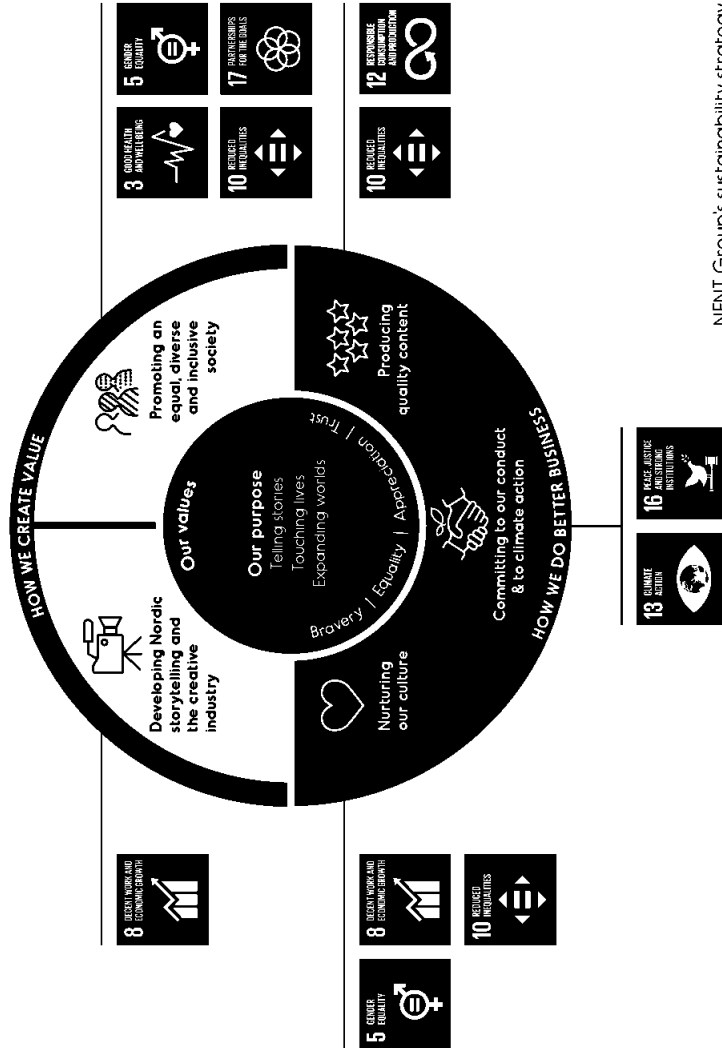 HOW WE CREATE VALUE
Developing Nordic
storytelling and
the creative
industry
Promoting an
equal, diverse
and inclusive
society
Our values
Our purpose
Telling stories
Touching lives
Expanding worlds
Bravery | Equality | Appreciation | Trust
Nurturing
our culture
Committing to our conduct
& to climate action
Producing
quality content
HOW WE DO BETTER BUSINESS
8 DECENT WORK AND
ECONOMIC GROWTH
3 GOOD HEALTH
AND WELL-BEING
5 GENDER
EQUALITY
10 REDUCED
INEQUALITIES
17 PARTNERSHIPS
FOR THE GOALS
5 GENDER
EQUALITY
8 DECENT WORK AND
ECONOMIC GROWTH
10 REDUCED
INEQUALITIES
10 REDUCED
INEQUALITIES
12 RESPONSIBLE
CONSUMPTION
AND PRODUCTION
13 CLIMATE
ACTION
16 PEACE, JUSTICE
AND STRONG
INSTITUTIONS
NENT Group's sustainability strategy